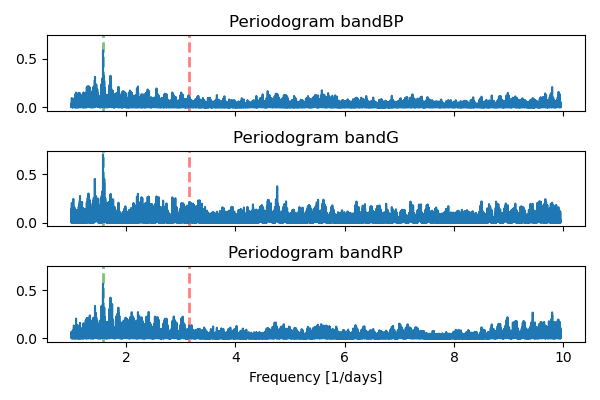 Periodogram bandBP
0.5
0.0
Periodogram bandG
0.5
0.0
Periodogram bandRP
0.5
0.0
2 4 6 8 10
Frequency [1/days]